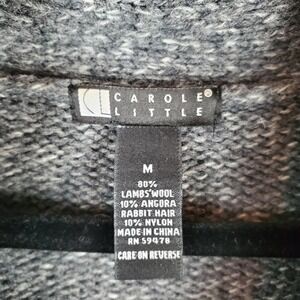 CAROLE®
LITTLE
M
80%
LAMBS'WOOL
10% ANGORA
RABBIT HAIR
10% NYLON
MADE IN CHINA
RN 59478
CARE ON REVERSE